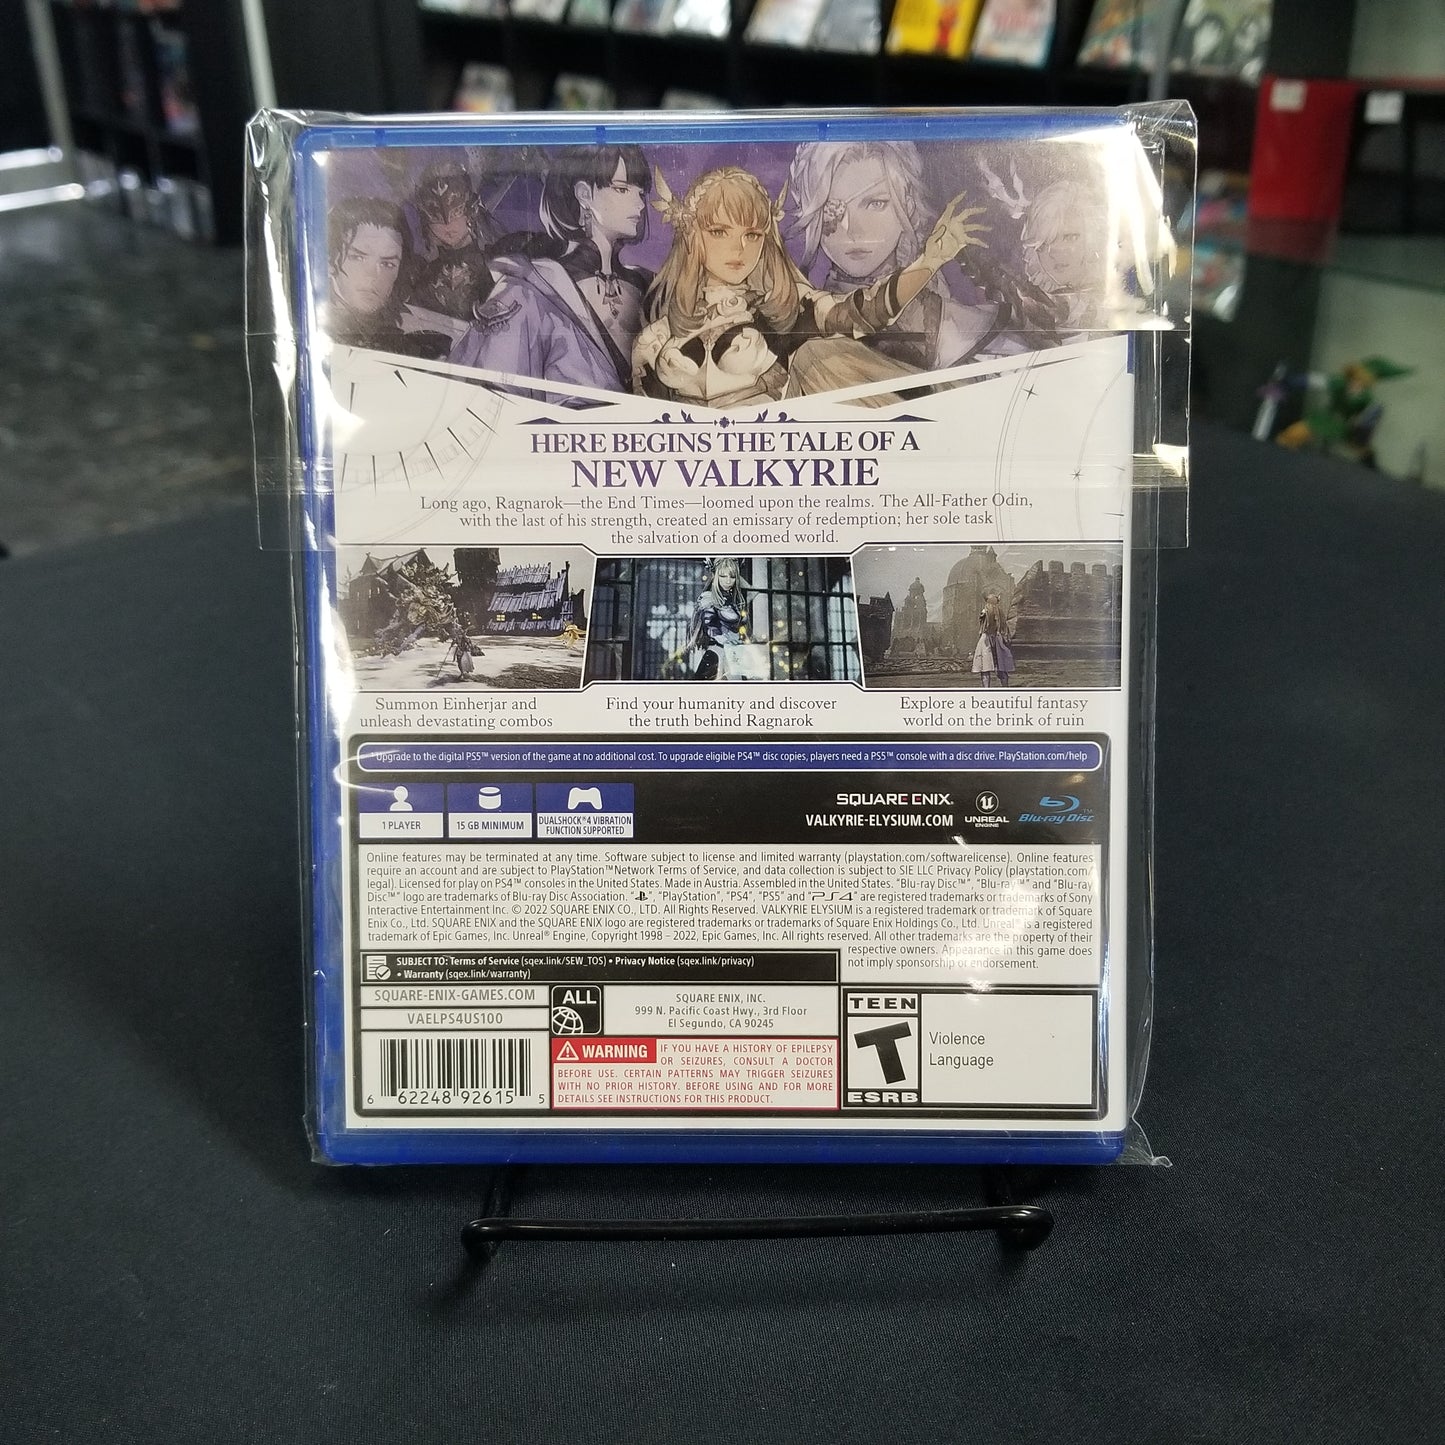 HERE BEGINS THE TALE OF A
NEW VALKYRIE
Long ago, Ragnarok—the End Times—loomed upon the realms. The All-Father Odin,
with the last of his strength, created an emissary of redemption; her sole task
the salvation of a doomed world.
Summon Einherjar and
unleash devastating combos
Find your humanity and discover
the truth behind Ragnarok
Explore a beautiful fantasy
world on the brink of ruin
Upgrade to the digital PS5™ version of the game at no additional cost. To upgrade eligible PS4™ disc copies, players need a PS5™ console with a disc drive. PlayStation.com/help
1 PLAYER
15 GB MINIMUM
DUALSHOCK®4 VIBRATION
FUNCTION SUPPORTED
SQUARE ENIX®
VALKYRIE-ELYSIUM.COM
UNREAL
ENGINE
Blu-ray Disc™
Online features may be terminated at any time. Software subject to license and limited warranty (playstation.com/softwarelicense). Online features
require an account and are subject to PlayStation™Network Terms of Service, and data collection is subject to SIE LLC Privacy Policy (playstation.com/
legal). Licensed for play on PS4™ consoles in the United States. Made in Austria. Assembled in the United States. "Blu-ray Disc™", "Blu-ray™" and "Blu-ray
Disc™" logo are trademarks of Blu-ray Disc Association. "PS", "PlayStation", "PS4", "PS5" and "PS4" are registered trademarks or trademarks of Sony
Interactive Entertainment Inc. © 2022 SQUARE ENIX CO., LTD. All Rights Reserved. VALKYRIE ELYSIUM is a registered trademark or trademark of Square
Enix Co., Ltd. SQUARE ENIX and the SQUARE ENIX logo are registered trademarks or trademarks of Square Enix Holdings Co., Ltd. Unreal® is a registered
trademark of Epic Games, Inc. Unreal® Engine, Copyright 1998 – 2022, Epic Games, Inc. All rights reserved. All other trademarks are the property of their
respective owners. Appearance in this game does
not imply sponsorship or endorsement.
SUBJECT TO: Terms of Service (sqex.link/SEW_TOS) • Privacy Notice (sqex.link/privacy)
• Warranty (sqex.link/warranty)
SQUARE-ENIX-GAMES.COM
VAELPS4US100
6 62248 92615 5
ALL
SQUARE ENIX, INC.
999 N. Pacific Coast Hwy., 3rd Floor
El Segundo, CA 90245
WARNING IF YOU HAVE A HISTORY OF EPILEPSY
OR SEIZURES, CONSULT A DOCTOR
BEFORE USE. CERTAIN PATTERNS MAY TRIGGER SEIZURES
WITH NO PRIOR HISTORY. BEFORE USING AND FOR MORE
DETAILS SEE INSTRUCTIONS FOR THIS PRODUCT.
TEEN
T
ESRB
Violence
Language